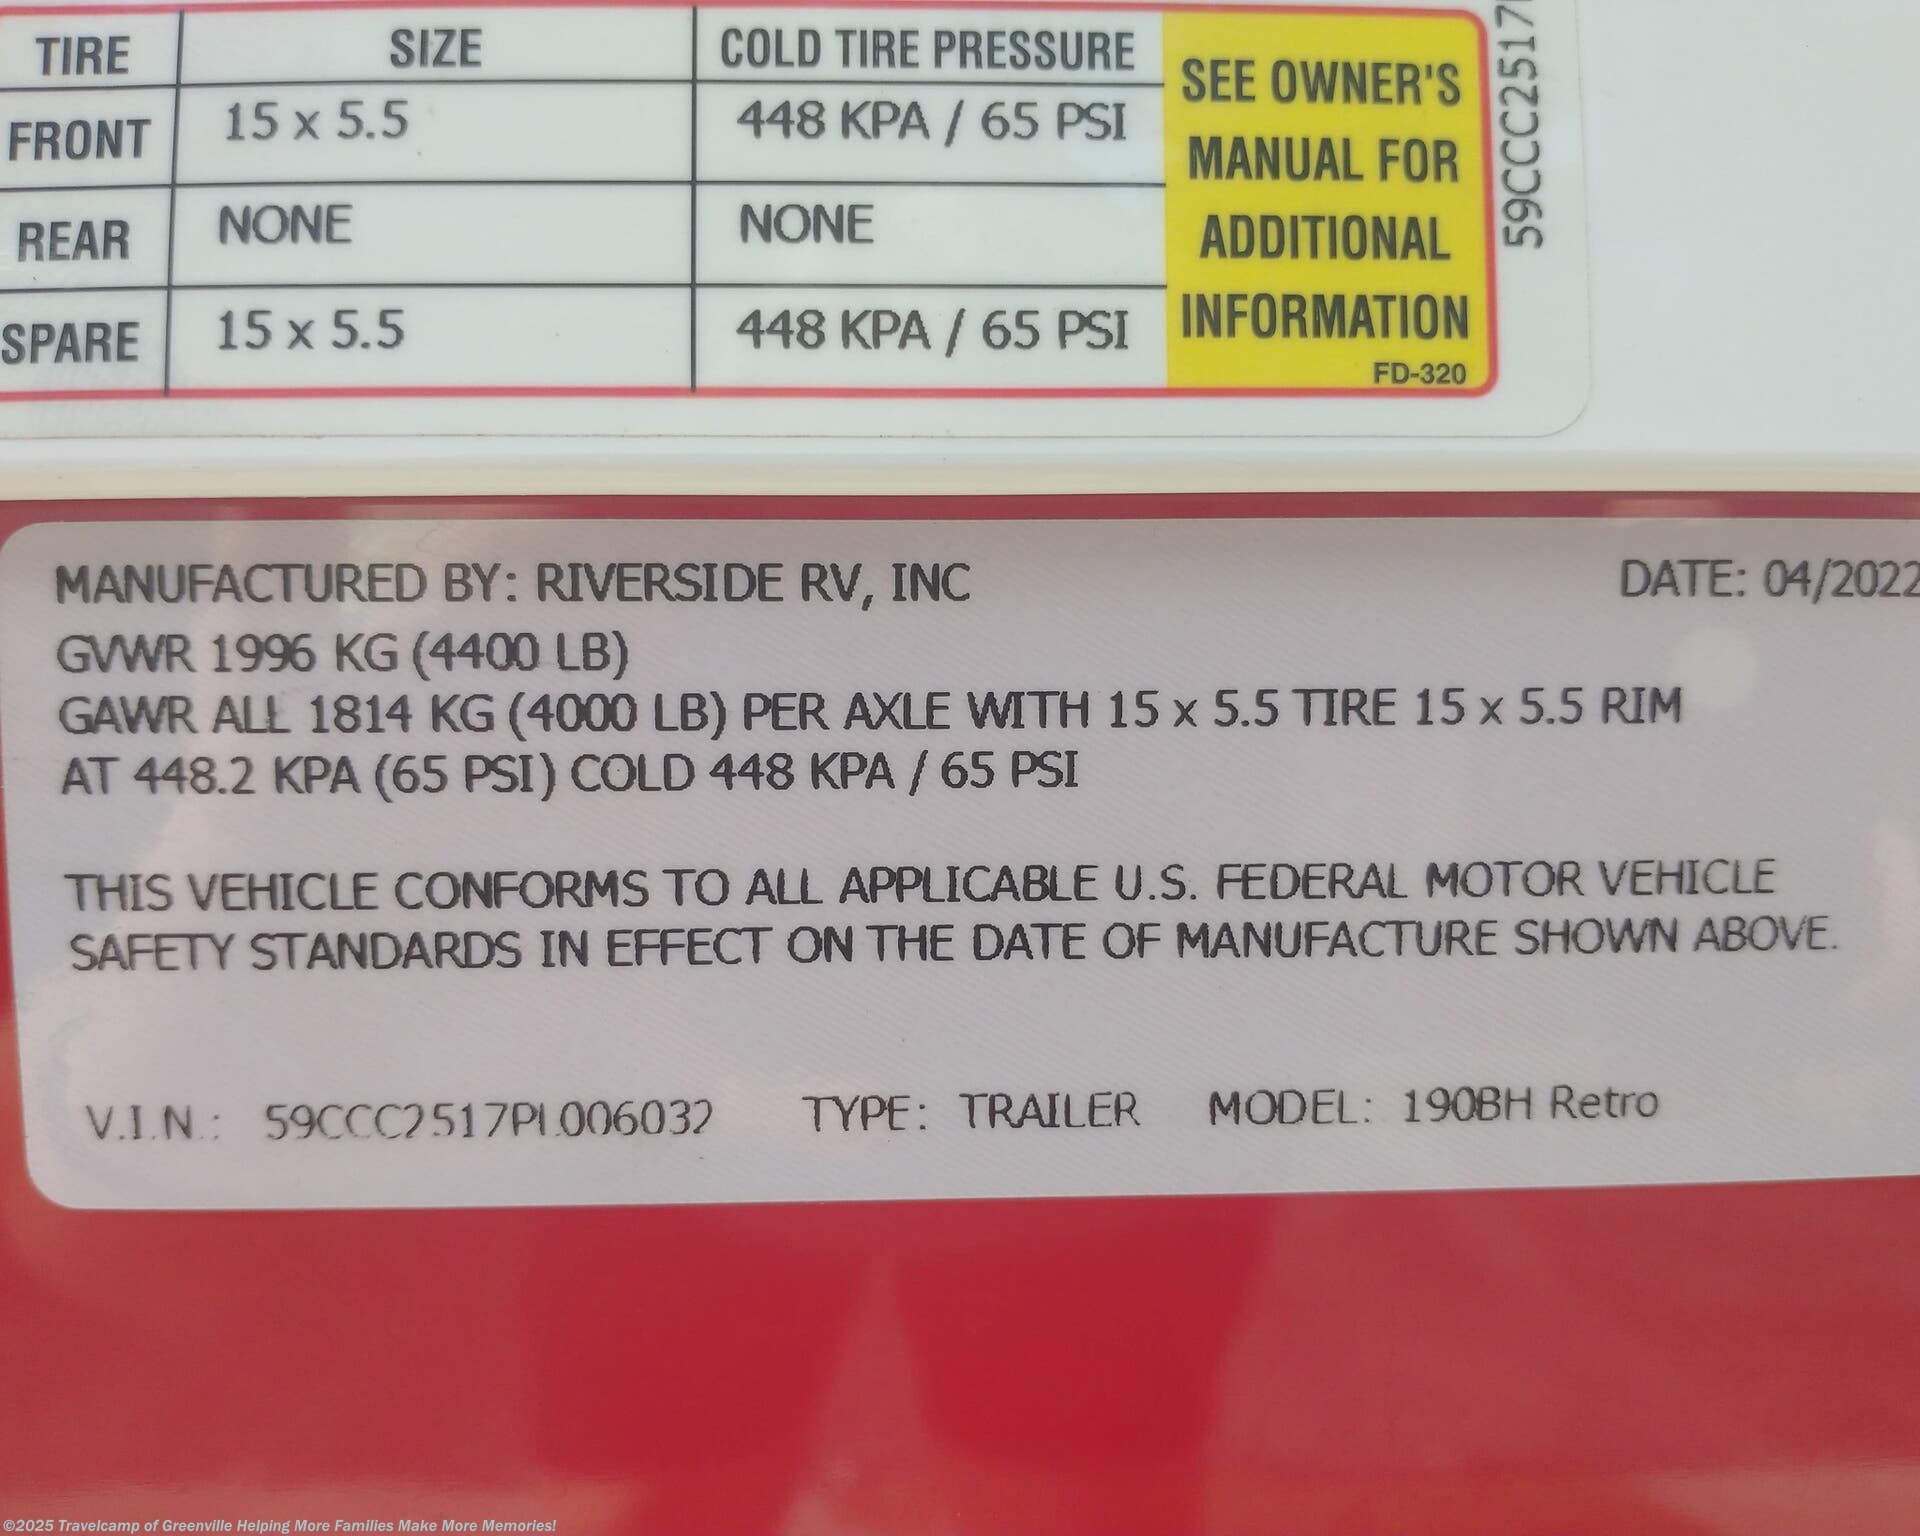 TIRE SIZE COLD TIRE PRESSURE
FRONT 15 x 5.5 448 KPA / 65 PSI
REAR NONE NONE
SPARE 15 x 5.5 448 KPA / 65 PSI
SEE OWNER'S
MANUAL FOR
ADDITIONAL
INFORMATION
FD-320
59CCC2517
MANUFACTURED BY: RIVERSIDE RV, INC DATE: 04/2022
GVWR 1996 KG (4400 LB)
GAWR ALL 1814 KG (4000 LB) PER AXLE WITH 15 x 5.5 TIRE 15 x 5.5 RIM
AT 448.2 KPA (65 PSI) COLD 448 KPA / 65 PSI
THIS VEHICLE CONFORMS TO ALL APPLICABLE U.S. FEDERAL MOTOR VEHICLE
SAFETY STANDARDS IN EFFECT ON THE DATE OF MANUFACTURE SHOWN ABOVE.
V.I.N.: 59CCC2517PL006032 TYPE: TRAILER MODEL: 190BH Retro
©2025 Travelcamp of Greenville Helping More Families Make More Memories!